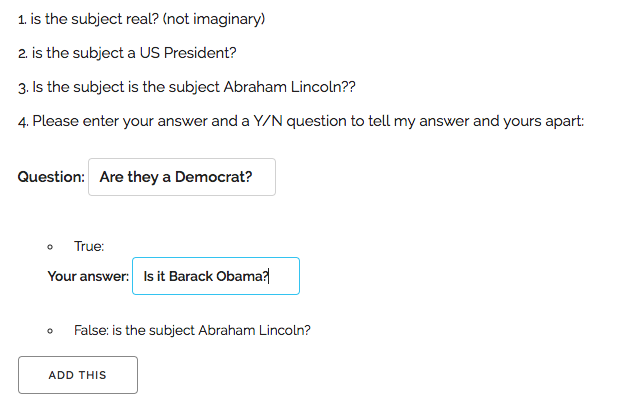 1. is the subject real? (not imaginary)
2. is the subject a US President?
3. Is the subject is the subject Abraham Lincoln??
4. Please enter your answer and a Y/N question to tell my answer and yours apart:
Question: Are they a Democrat?
True:
Your answer: Is it Barack Obama?
False: is the subject Abraham Lincoln?
ADD THIS